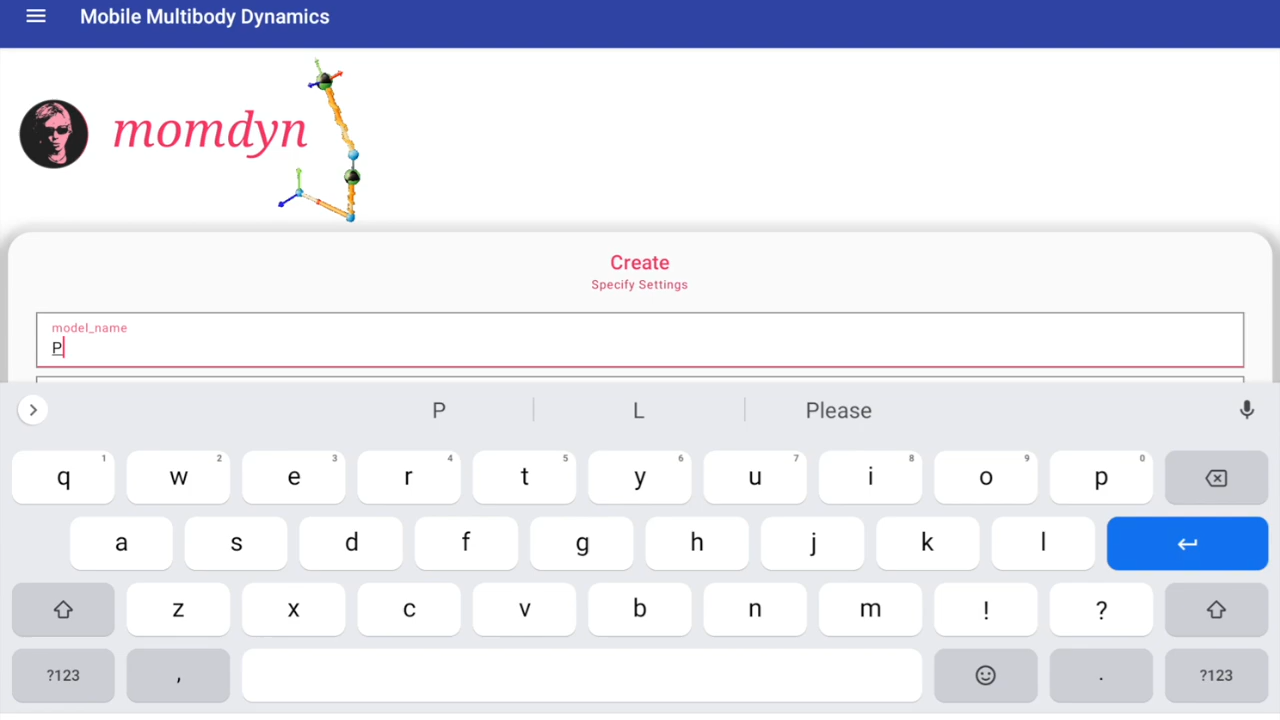 Mobile Multibody Dynamics
momdyn
Create
Specify Settings
model_name
P
P L Please
1 2 3 4 5 6 7 8 9 0
q w e r t y u i o p
a s d f g h j k l
z x c v b n m ! ?
?123 , . ?123